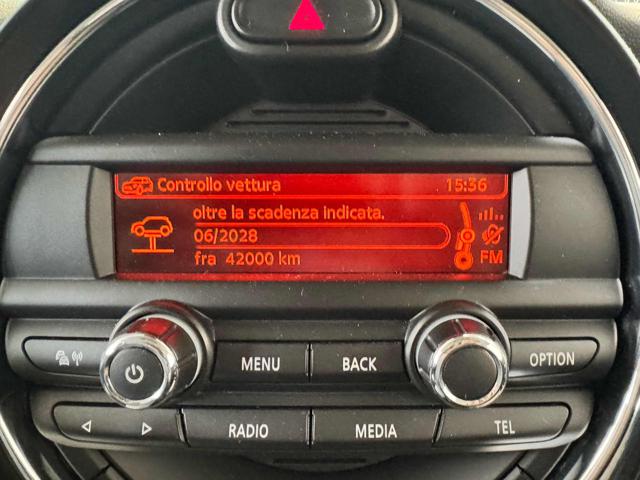 Controllo vettura 15:36
oltre la scadenza indicata.
06/2028
fra 42000 km
FM
MENU BACK OPTION
RADIO MEDIA TEL